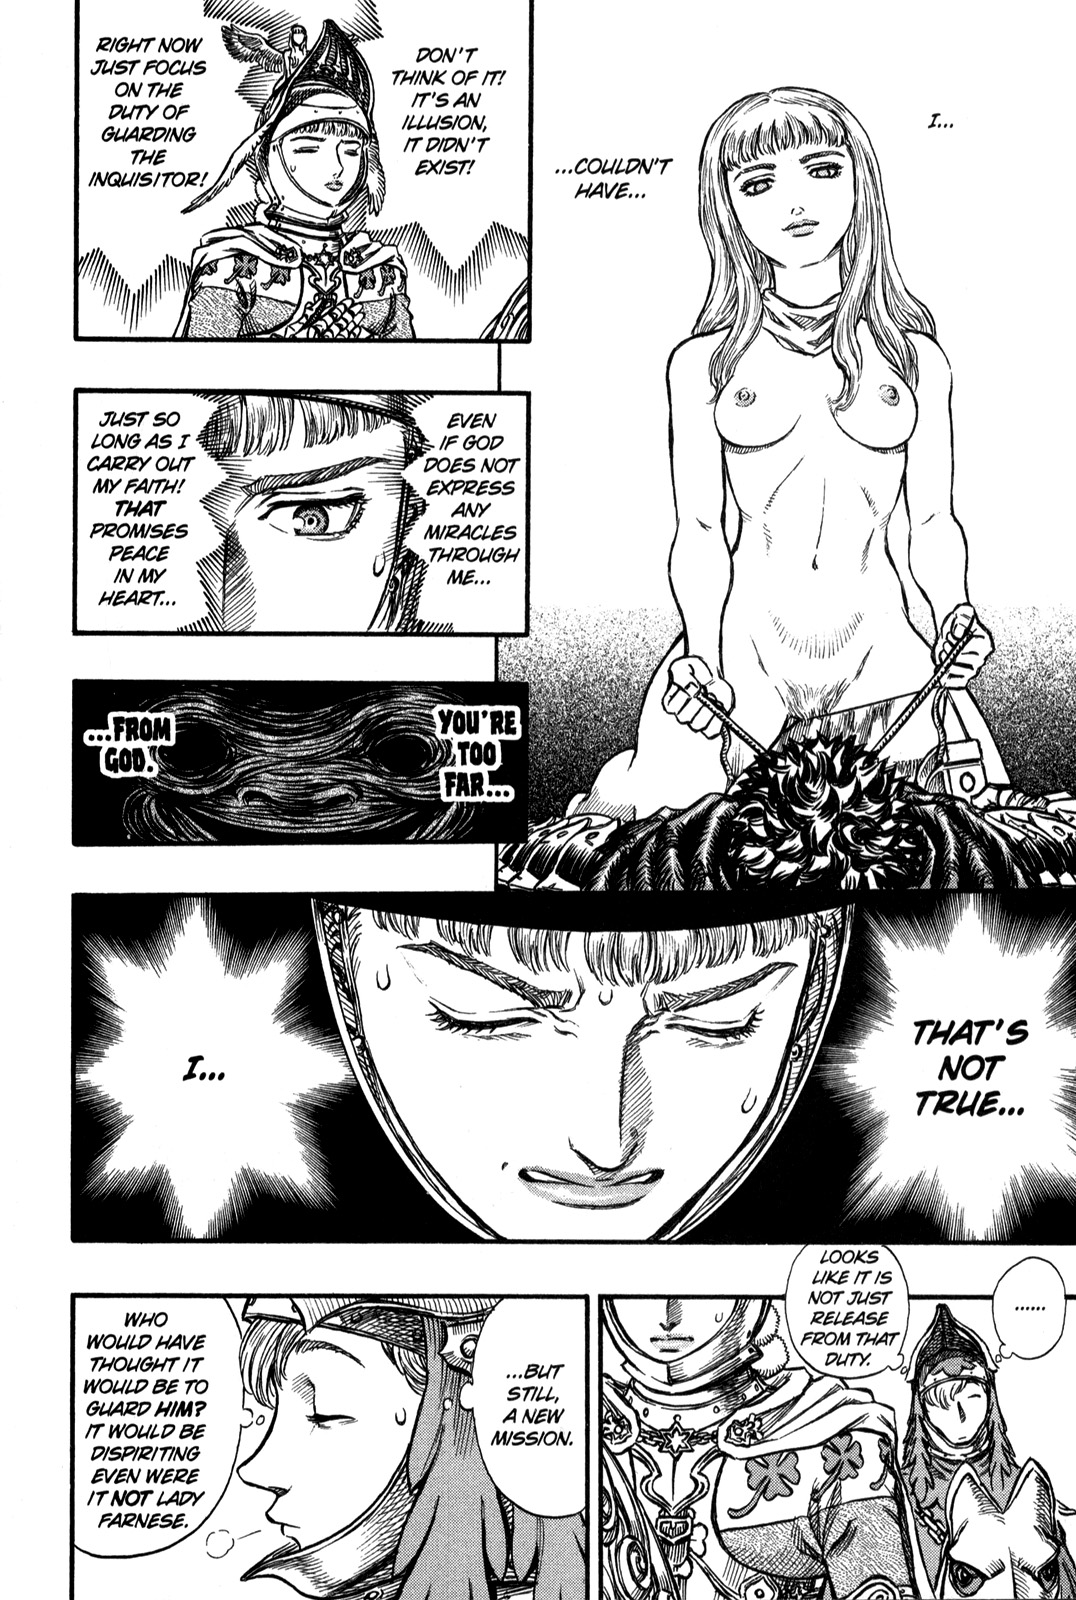 I...
...COULDN'T
HAVE...
DON'T
THINK OF IT!
IT'S AN
ILLUSION,
IT DIDN'T
EXIST!
RIGHT NOW
JUST FOCUS
ON THE
DUTY OF
GUARDING
THE
INQUISITOR!
EVEN
IF GOD
DOES NOT
EXPRESS
ANY
MIRACLES
THROUGH
ME...
JUST SO
LONG AS I
CARRY OUT
MY FAITH!
THAT
PROMISES
PEACE
IN MY
HEART...
YOU'RE
TOO
FAR...
...FROM
GOD.
THAT'S
NOT
TRUE...
I...
......
LOOKS
LIKE IT IS
NOT JUST
RELEASE
FROM THAT
DUTY.
...BUT
STILL,
A NEW
MISSION.
WHO
WOULD HAVE
THOUGHT IT
WOULD BE TO
GUARD HIM?
IT WOULD BE
DISPIRITING
EVEN WERE
IT NOT LADY
FARNESE.